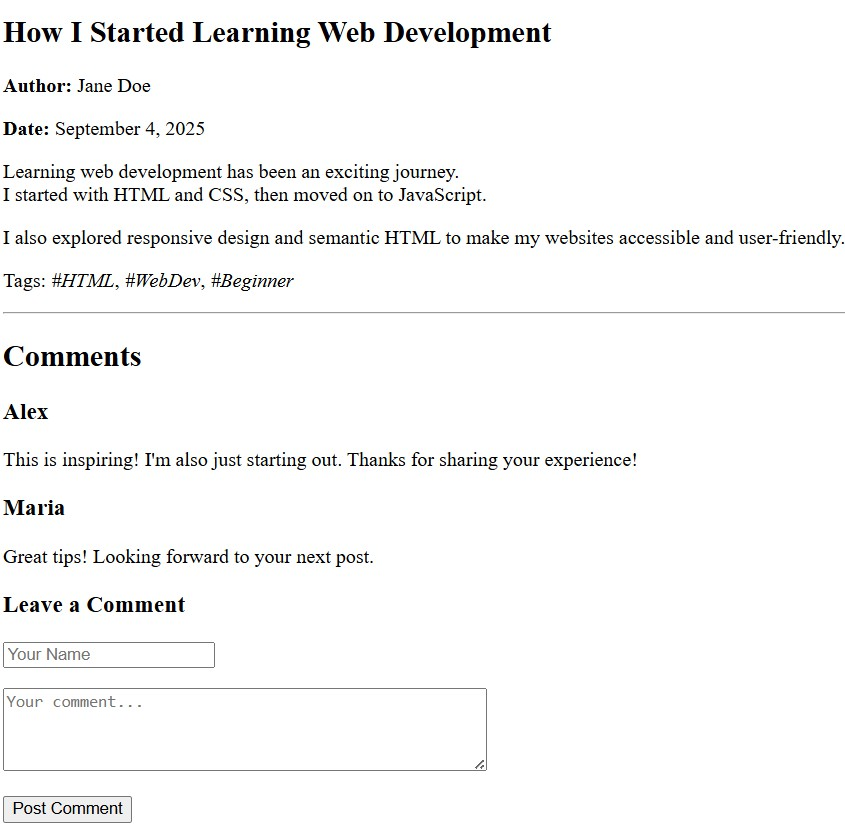 How I Started Learning Web Development
Author: Jane Doe
Date: September 4, 2025
Learning web development has been an exciting journey.
I started with HTML and CSS, then moved on to JavaScript.
I also explored responsive design and semantic HTML to make my websites accessible and user-friendly.
Tags: #HTML, #WebDev, #Beginner
Comments
Alex
This is inspiring! I'm also just starting out. Thanks for sharing your experience!
Maria
Great tips! Looking forward to your next post.
Leave a Comment
Your Name
Your comment...
Post Comment